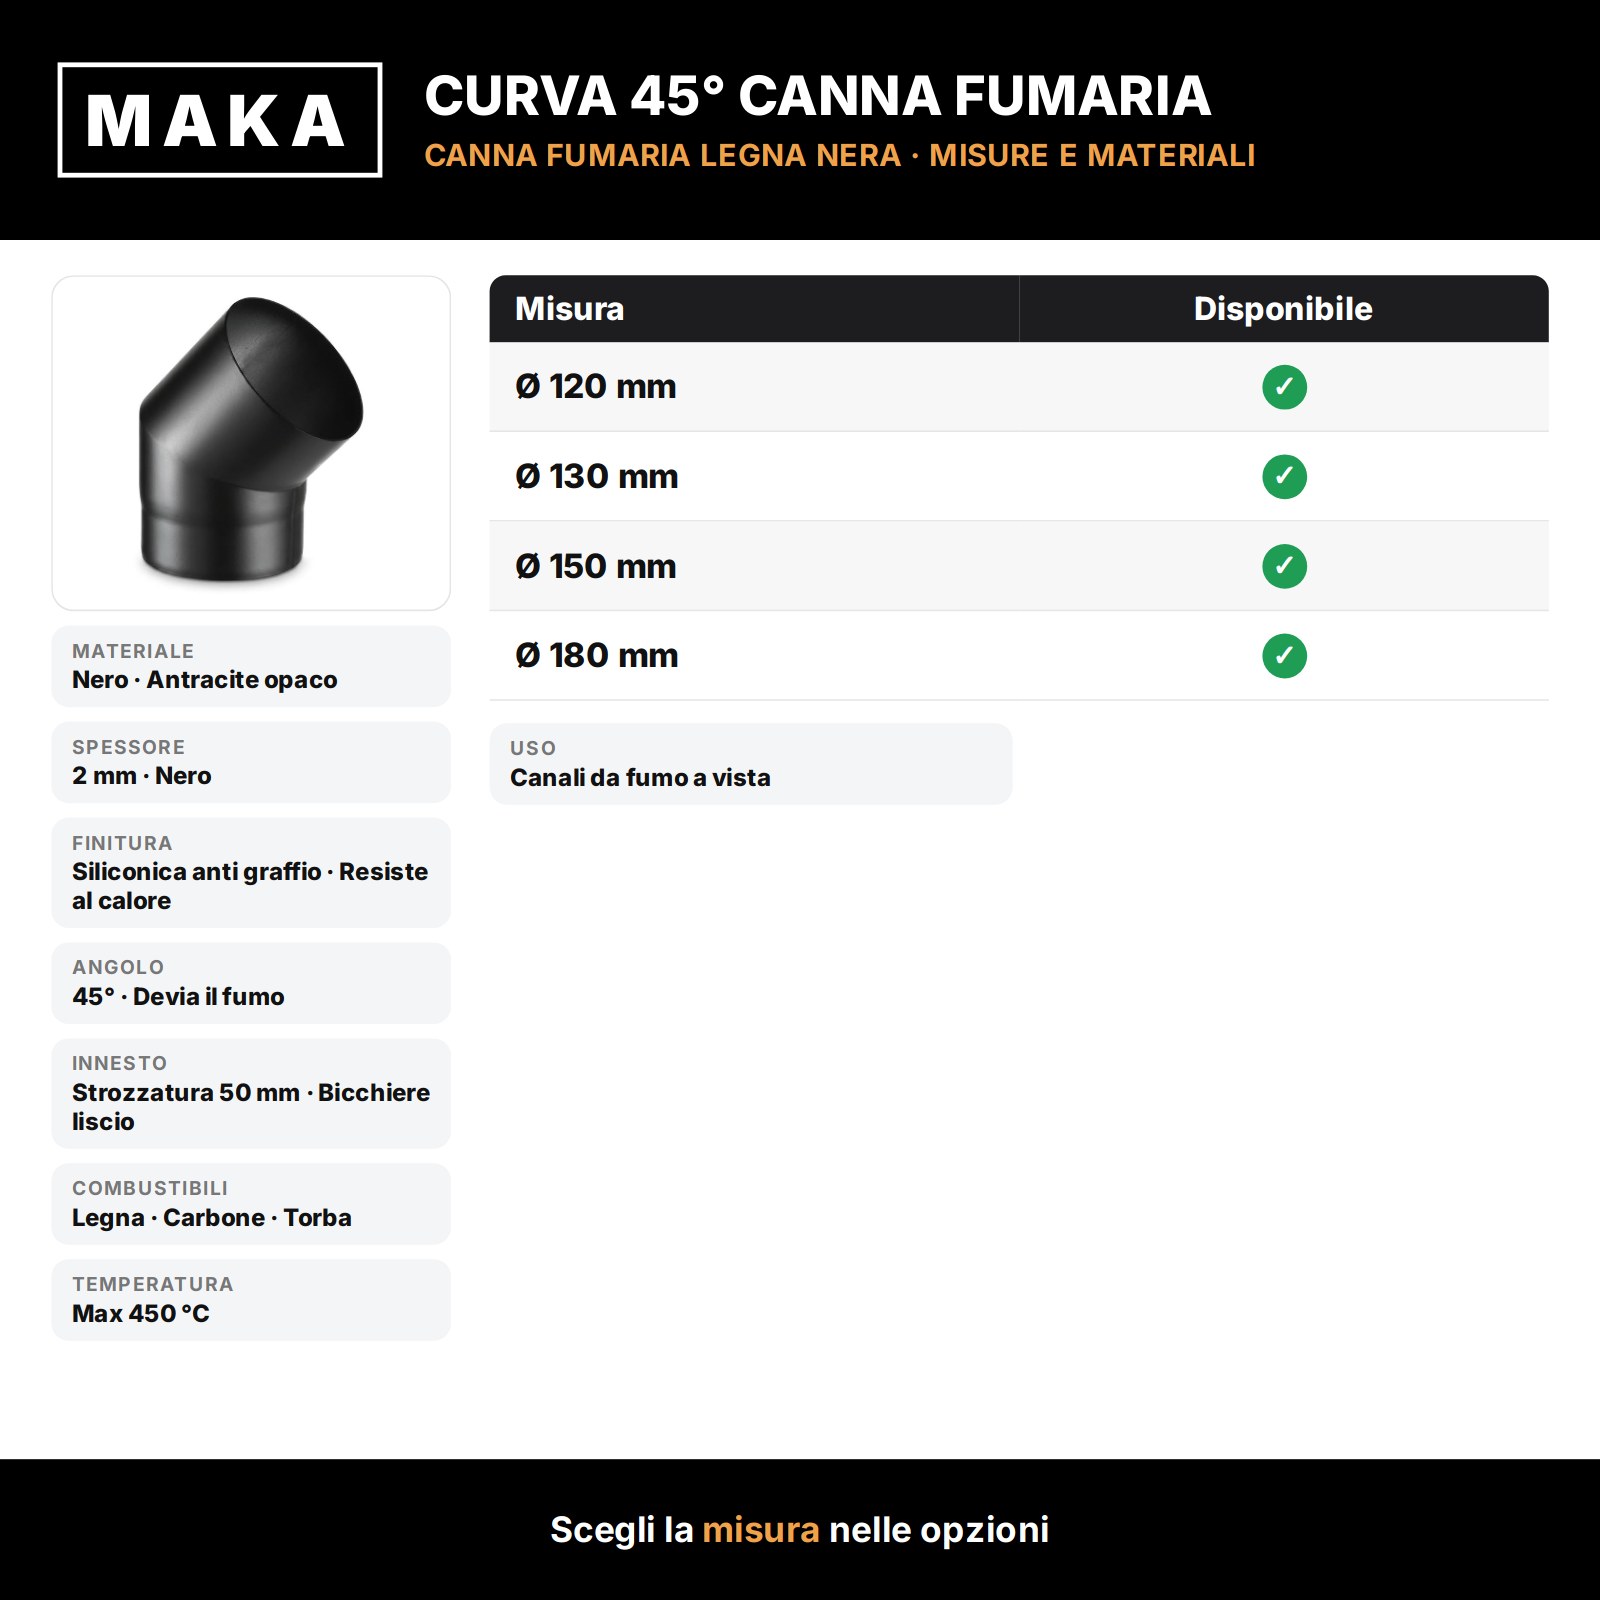 MAKA
CURVA 45° CANNA FUMARIA
CANNA FUMARIA LEGNA NERA · MISURE E MATERIALI
Misura Disponibile
Ø 120 mm ✓
Ø 130 mm ✓
Ø 150 mm ✓
Ø 180 mm ✓
MATERIALE
Nero · Antracite opaco
SPESSORE
2 mm · Nero
FINITURA
Siliconica anti graffio · Resiste
al calore
ANGOLO
45° · Devia il fumo
INNESTO
Strozzatura 50 mm · Bicchiere
liscio
COMBUSTIBILI
Legna · Carbone · Torba
TEMPERATURA
Max 450 °C
USO
Canali da fumo a vista
Scegli la misura nelle opzioni